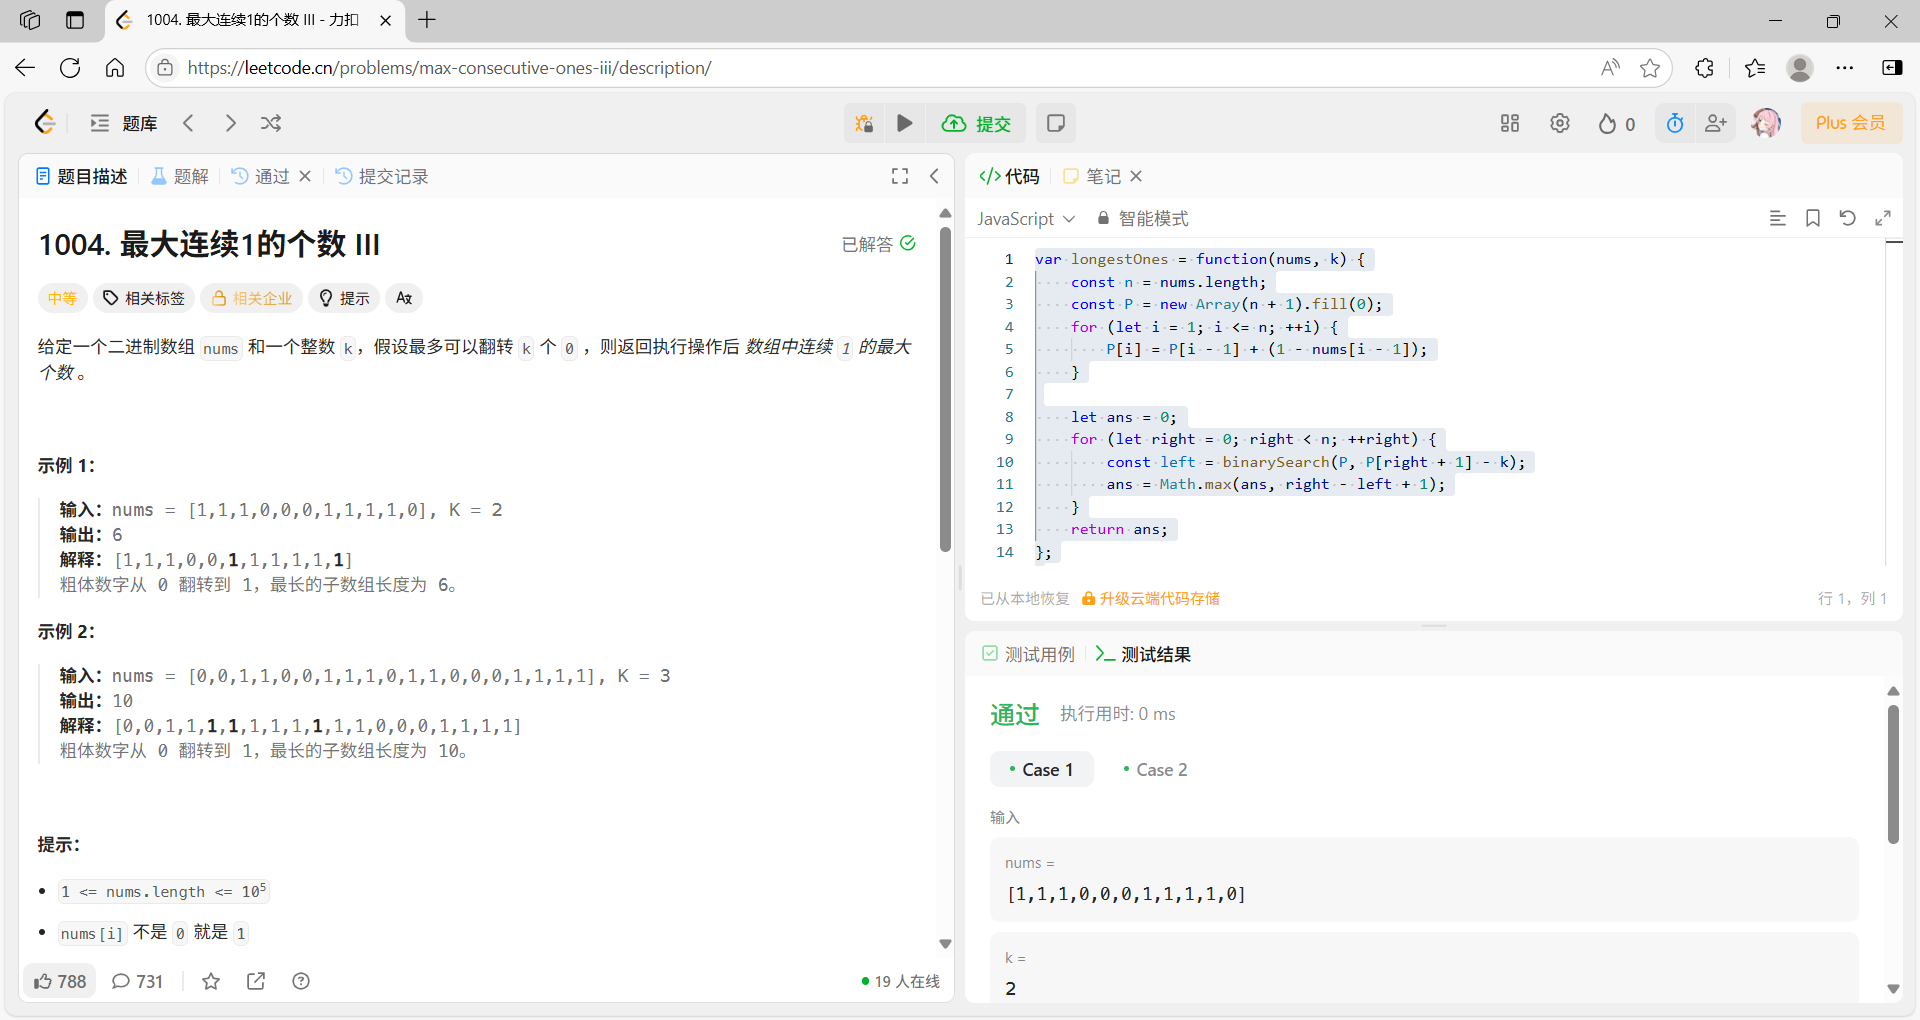 1004. 最大连续1的个数 III - 力扣
https://leetcode.cn/problems/max-consecutive-ones-iii/description/
题库
提交
0
Plus 会员
题目描述
题解
通过
提交记录
1004. 最大连续1的个数 III
已解答
中等
相关标签
相关企业
提示
给定一个二进制数组 nums 和一个整数 k，假设最多可以翻转 k 个 0 ，则返回执行操作后 数组中连续 1 的最大
个数 。
示例 1：
输入：nums = [1,1,1,0,0,0,1,1,1,1,0], K = 2
输出：6
解释：[1,1,1,0,0,1,1,1,1,1,1]
粗体数字从 0 翻转到 1，最长的子数组长度为 6。
示例 2：
输入：nums = [0,0,1,1,0,0,1,1,1,0,1,1,0,0,0,1,1,1,1], K = 3
输出：10
解释：[0,0,1,1,1,1,1,1,1,1,1,1,0,0,0,1,1,1,1]
粗体数字从 0 翻转到 1，最长的子数组长度为 10。
提示：
1 <= nums.length <= 10⁵
nums[i] 不是 0 就是 1
788
731
19 人在线
代码
笔记
JavaScript
智能模式
1 var longestOnes = function(nums, k) {
2 const n = nums.length;
3 const P = new Array(n + 1).fill(0);
4 for (let i = 1; i <= n; ++i) {
5 P[i] = P[i - 1] + (1 - nums[i - 1]);
6 }
7
8 let ans = 0;
9 for (let right = 0; right < n; ++right) {
10 const left = binarySearch(P, P[right + 1] - k);
11 ans = Math.max(ans, right - left + 1);
12 }
13 return ans;
14 };
已从本地恢复
升级云端代码存储
行 1，列 1
测试用例
测试结果
通过
执行用时: 0 ms
Case 1
Case 2
输入
nums =
[1,1,1,0,0,0,1,1,1,1,0]
k =
2